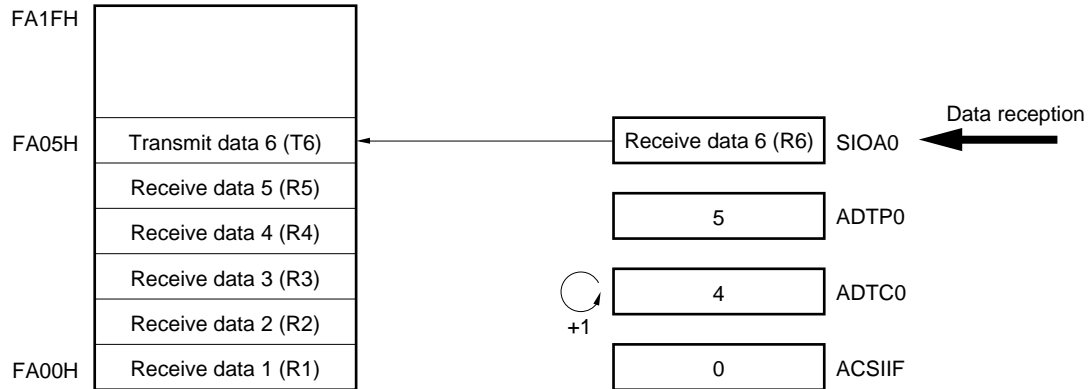 FA1FH
FA05H
Transmit data 6 (T6)
Receive data 6 (R6)
SIOA0
Data reception
Receive data 5 (R5)
5
ADTP0
Receive data 4 (R4)
Receive data 3 (R3)
4
ADTC0
+1
Receive data 2 (R2)
FA00H
Receive data 1 (R1)
0
ACSIIF